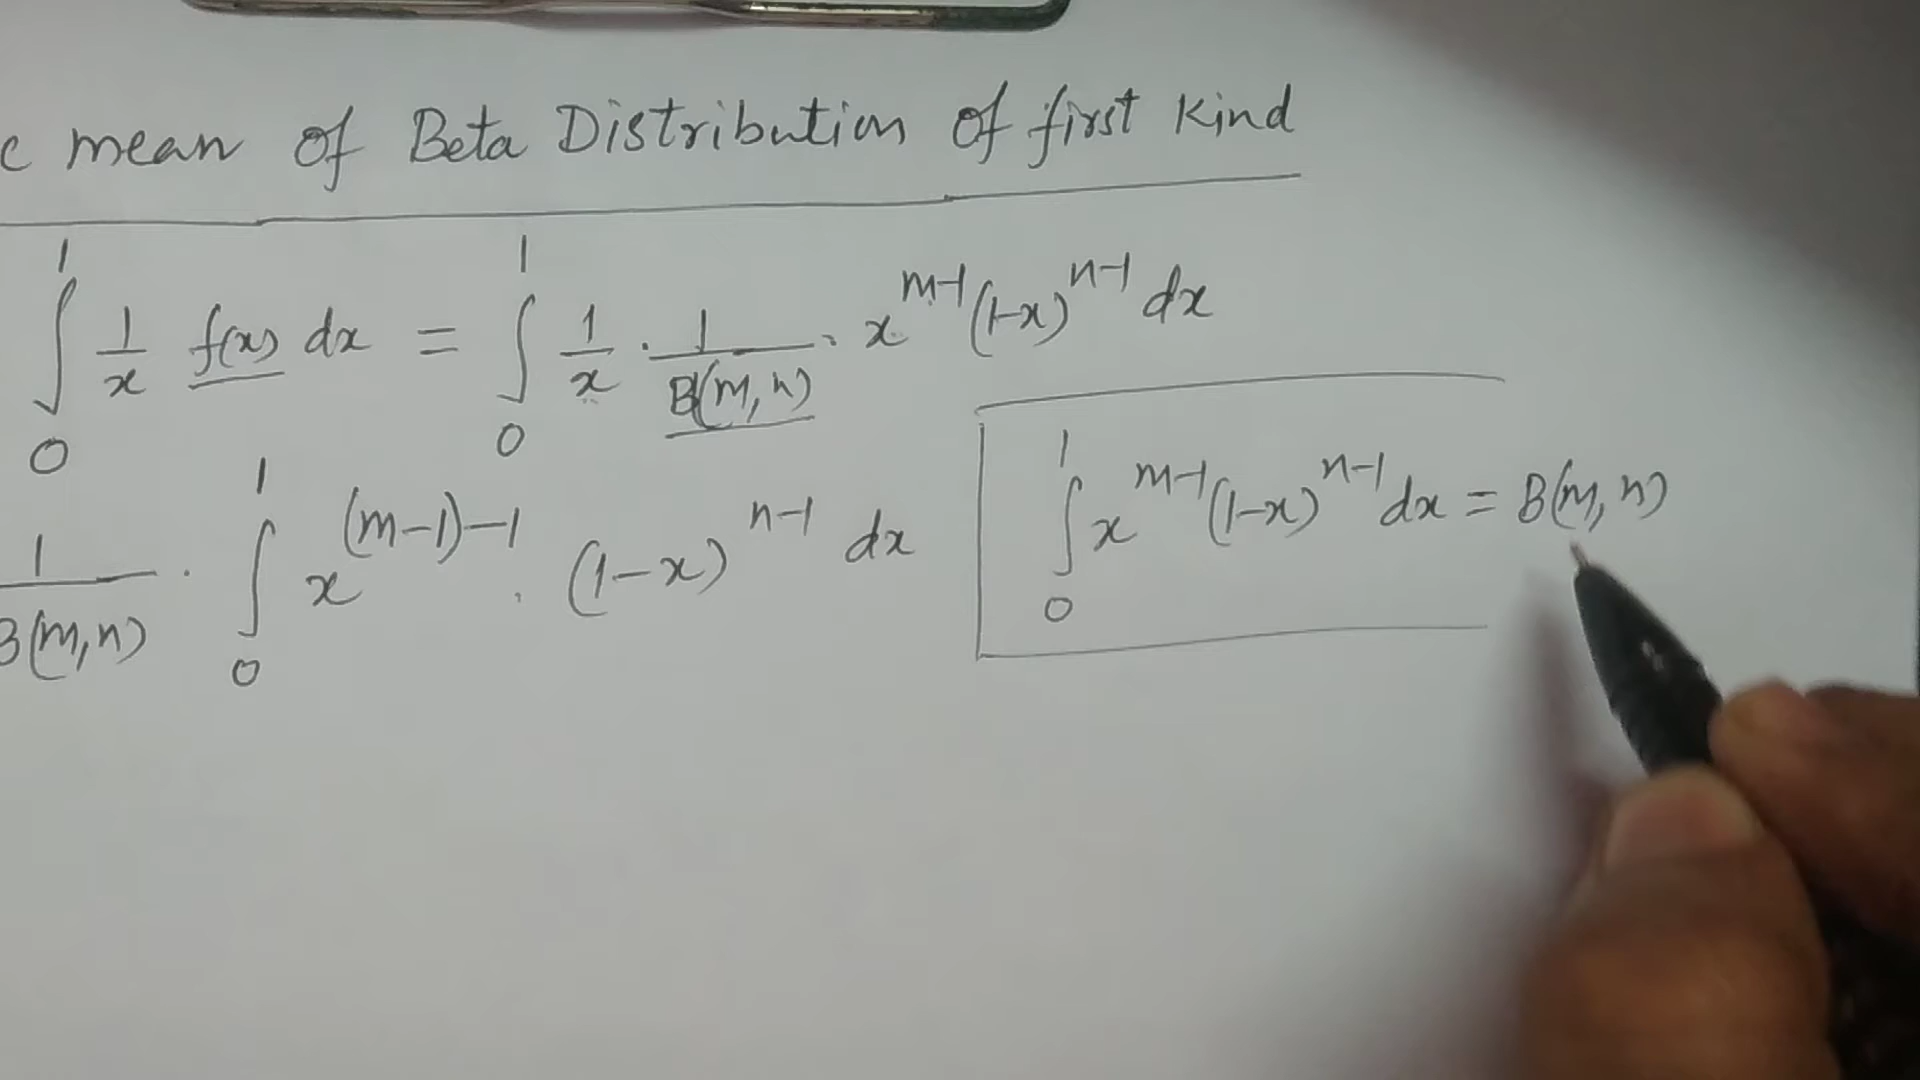 c mean of Beta Distribution of first Kind
∫₀¹ 1/x f(x) dx = ∫₀¹ 1/x · 1/B(m,n) · x^(m-1) (1-x)^(n-1) dx
1/B(m,n) · ∫₀¹ x^((m-1)-1) · (1-x)^(n-1) dx
∫₀¹ x^(m-1) (1-x)^(n-1) dx = B(m,n)